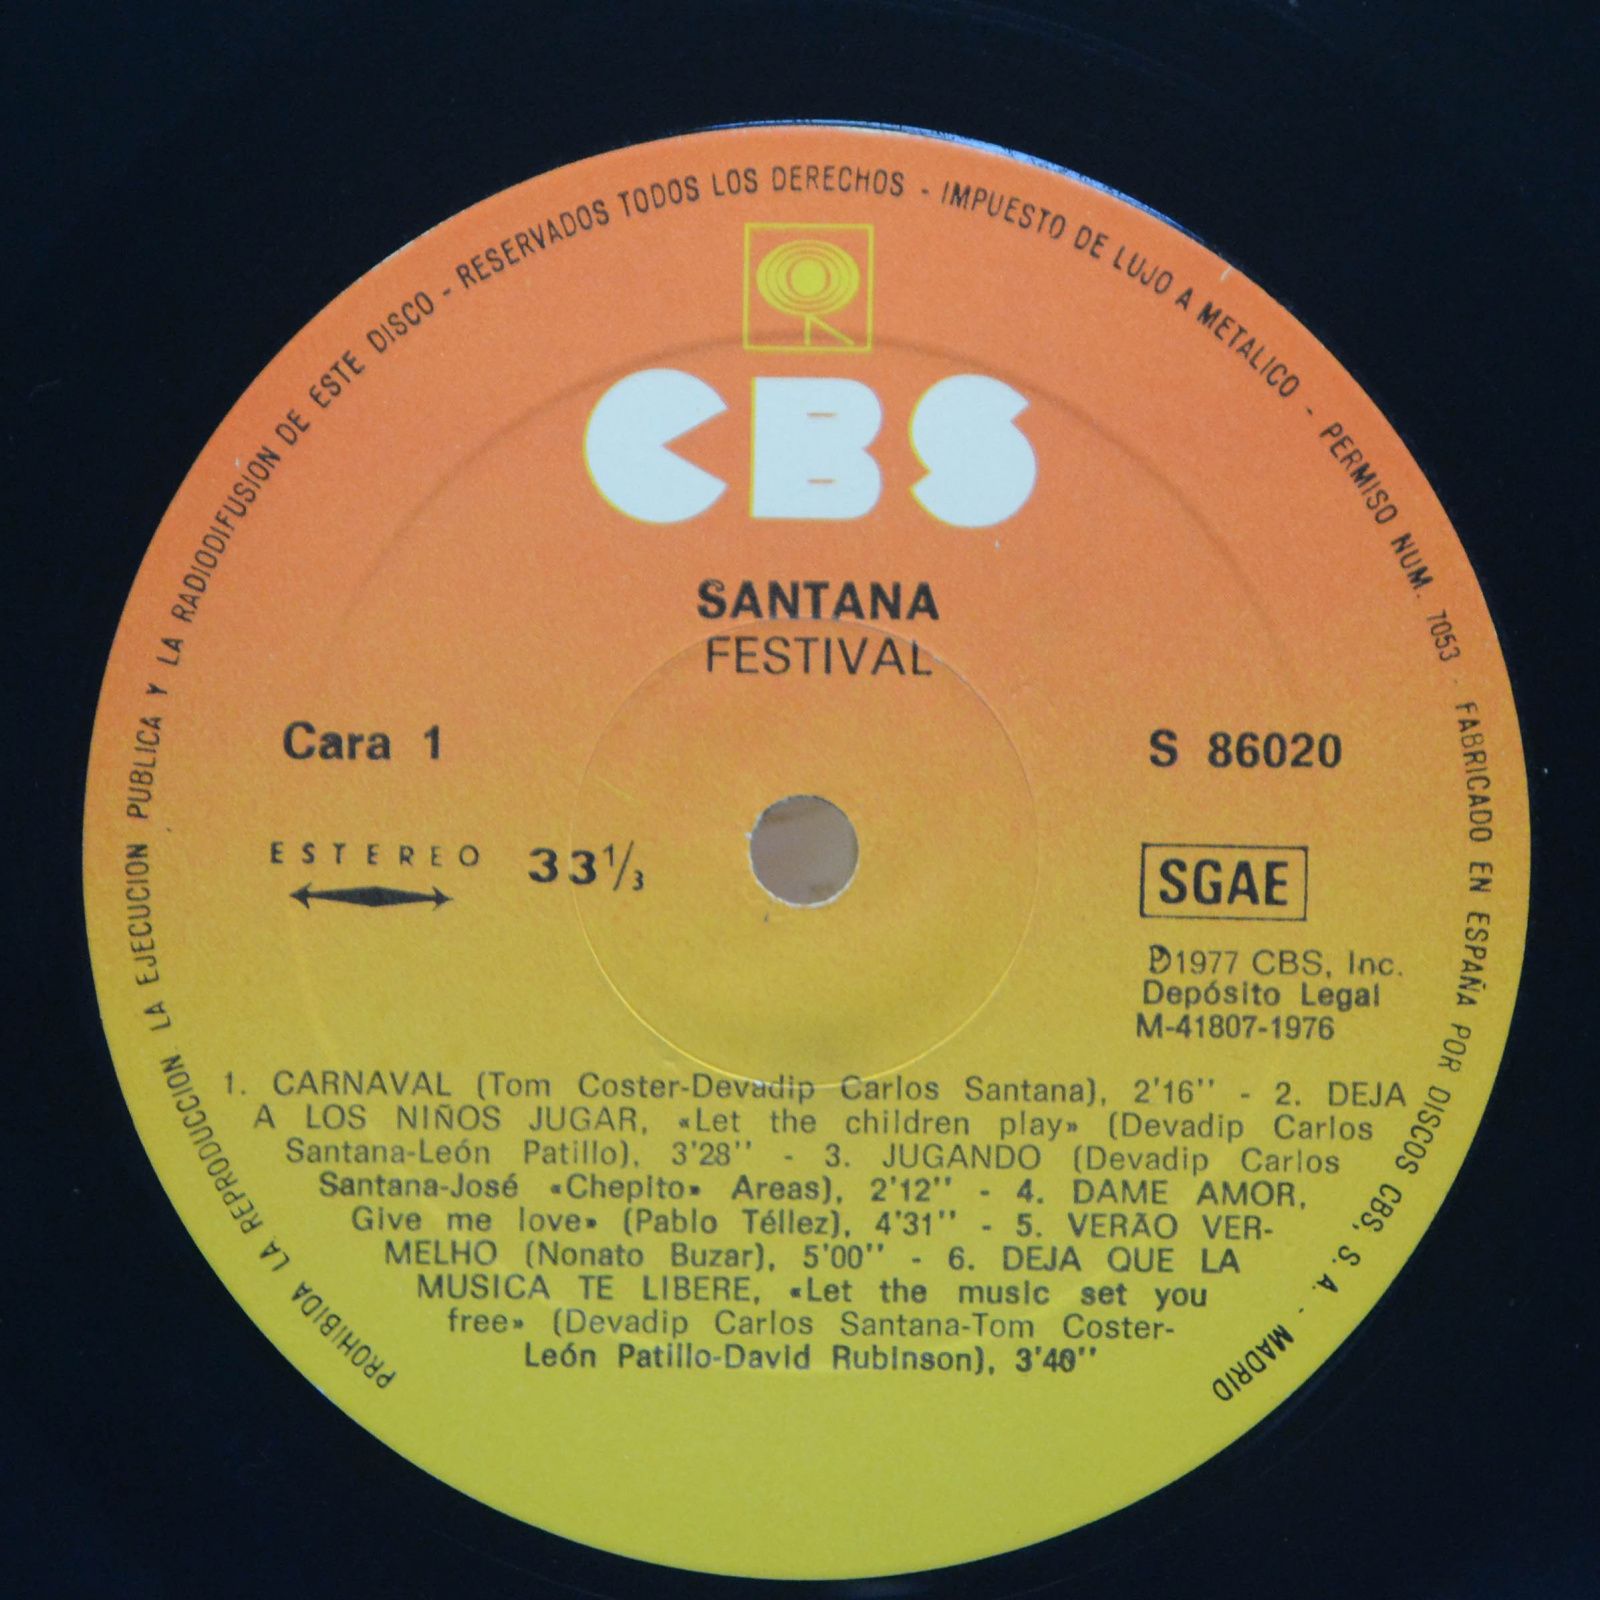 PROHIBIDA LA REPRODUCCION. LA EJECUCION PUBLICA Y LA RADIODIFUSION DE ESTE DISCO - RESERVADOS TODOS LOS DERECHOS - IMPUESTO DE LUJO A METALICO - PERMISO NUM. 7053 - FABRICADO EN ESPAÑA POR DISCOS CBS, S. A. - MADRID
CBS
SANTANA
FESTIVAL
Cara 1
S 86020
ESTEREO
33 1/3
SGAE
Ⓟ1977 CBS, Inc.
Depósito Legal
M-41807-1976
1. CARNAVAL (Tom Coster-Devadip Carlos Santana), 2'16'' - 2. DEJA
A LOS NIÑOS JUGAR, «Let the children play» (Devadip Carlos
Santana-León Patillo), 3'28'' - 3. JUGANDO (Devadip Carlos
Santana-José «Chepito» Areas), 2'12'' - 4. DAME AMOR,
Give me love» (Pablo Téllez), 4'31'' - 5. VERÃO VER-
MELHO (Nonato Buzar), 5'00'' - 6. DEJA QUE LA
MUSICA TE LIBERE, «Let the music set you
free» (Devadip Carlos Santana-Tom Coster-
León Patillo-David Rubinson), 3'40''